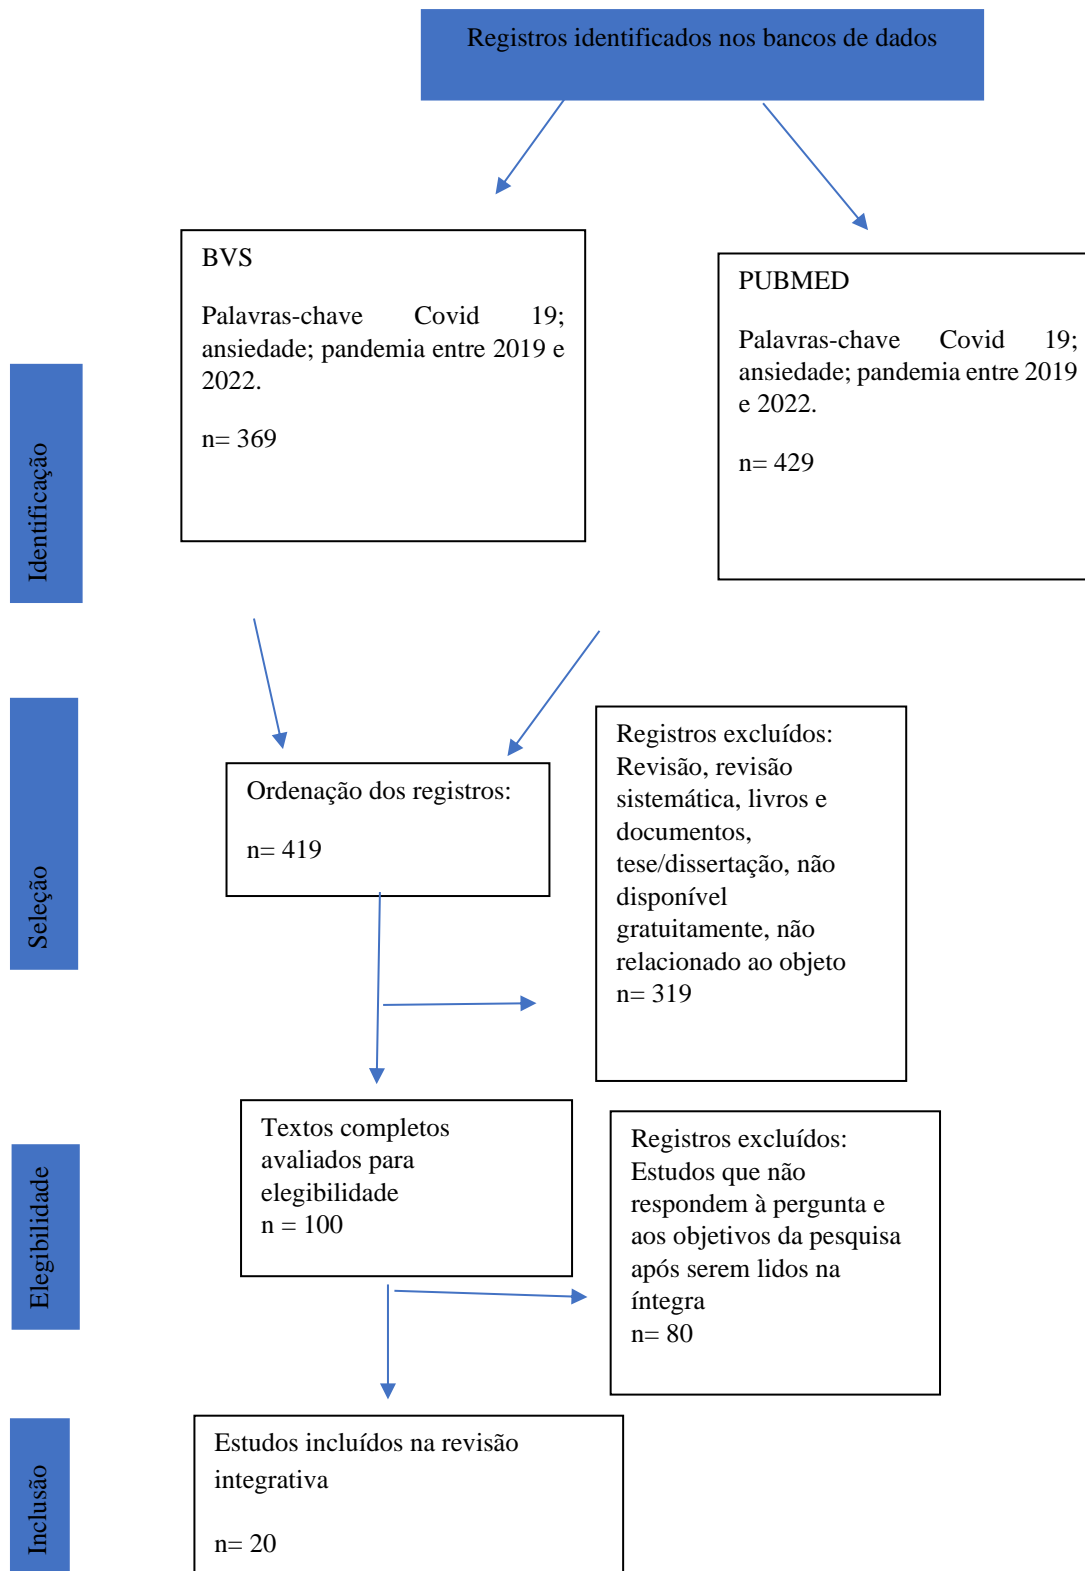 Registros identificados nos bancos de dados
BVS
Palavras-chave Covid 19;
ansiedade; pandemia entre 2019 e
2022.
n= 369
PUBMED
Palavras-chave Covid 19;
ansiedade; pandemia entre 2019
e 2022.
n= 429
Identificação
Seleção
Ordenação dos registros:
n= 419
Registros excluídos:
Revisão, revisão
sistemática, livros e
documentos,
tese/dissertação, não
disponível
gratuitamente, não
relacionado ao objeto
n= 319
Elegibilidade
Textos completos
avaliados para
elegibilidade
n = 100
Registros excluídos:
Estudos que não
respondem à pergunta e
aos objetivos da pesquisa
após serem lidos na
íntegra
n= 80
Inclusão
Estudos incluídos na revisão
integrativa
n= 20